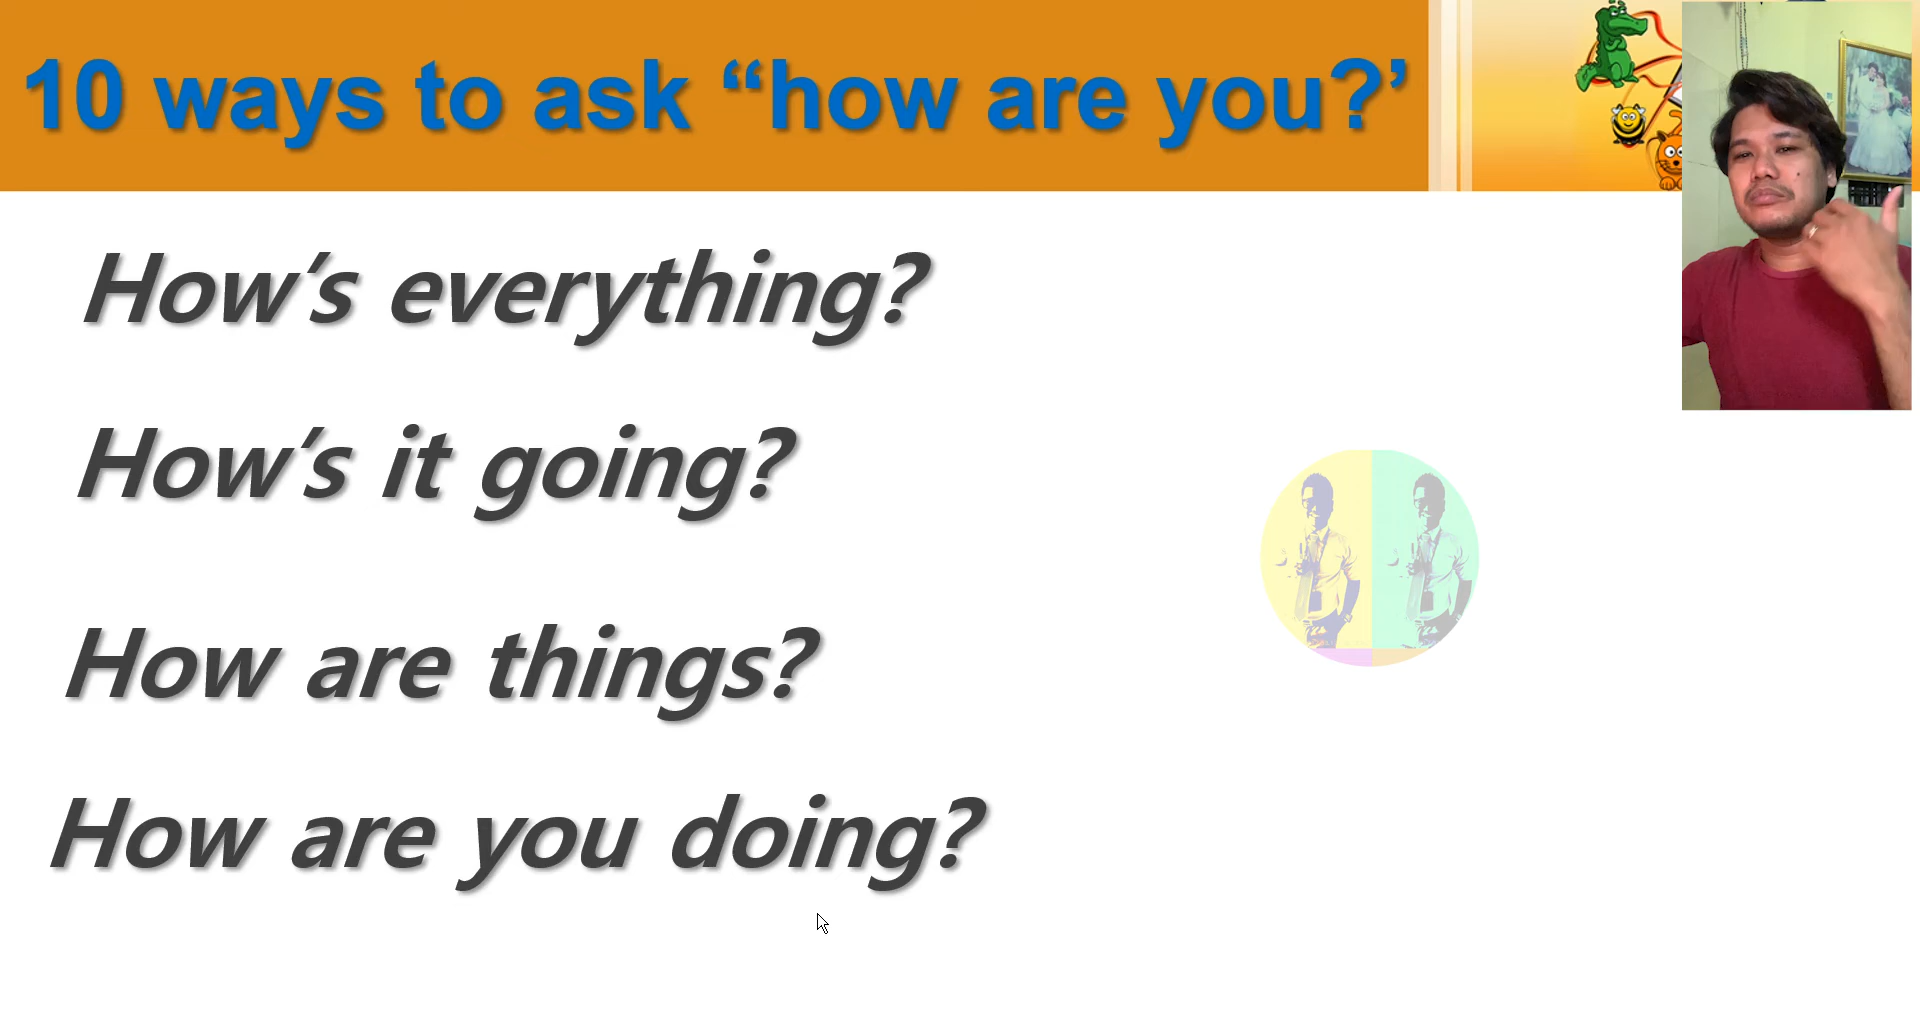 10 ways to ask “how are you?’
How’s everything?
How’s it going?
How are things?
How are you doing?